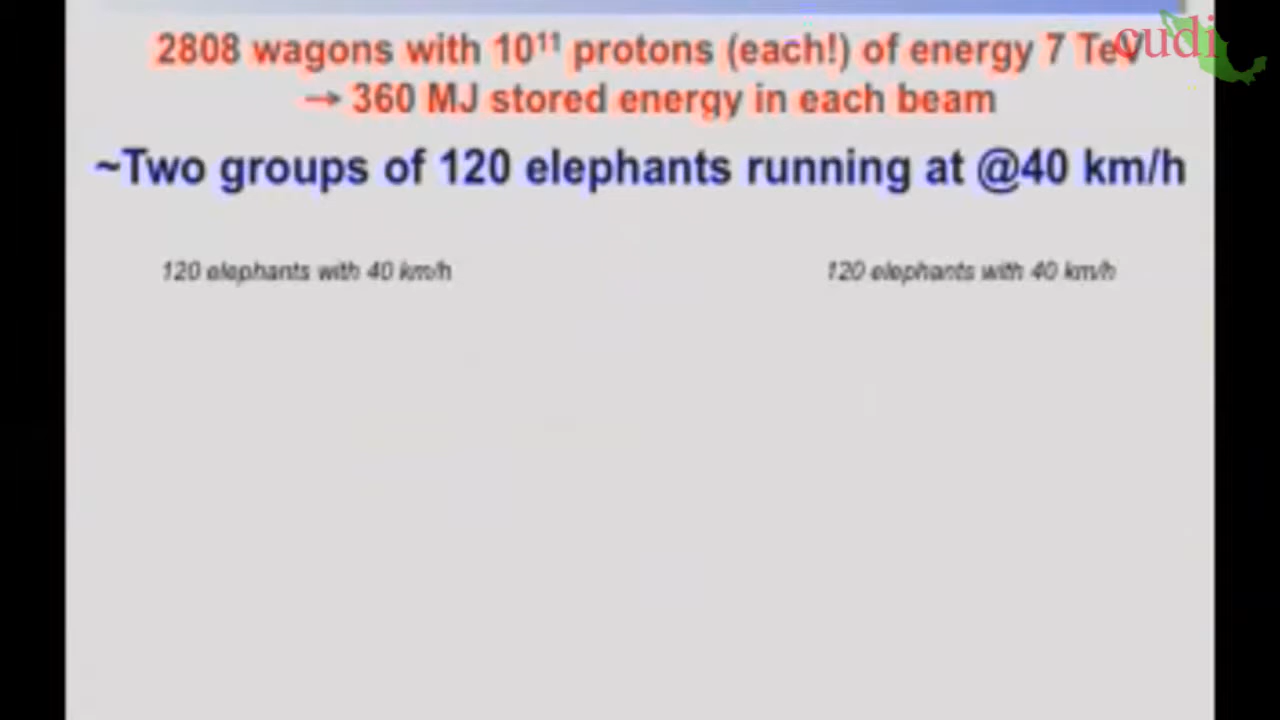 cudi
2808 wagons with 10¹¹ protons (each!) of energy 7 TeV
→ 360 MJ stored energy in each beam
~Two groups of 120 elephants running at @40 km/h
120 elephants with 40 km/h
120 elephants with 40 km/h